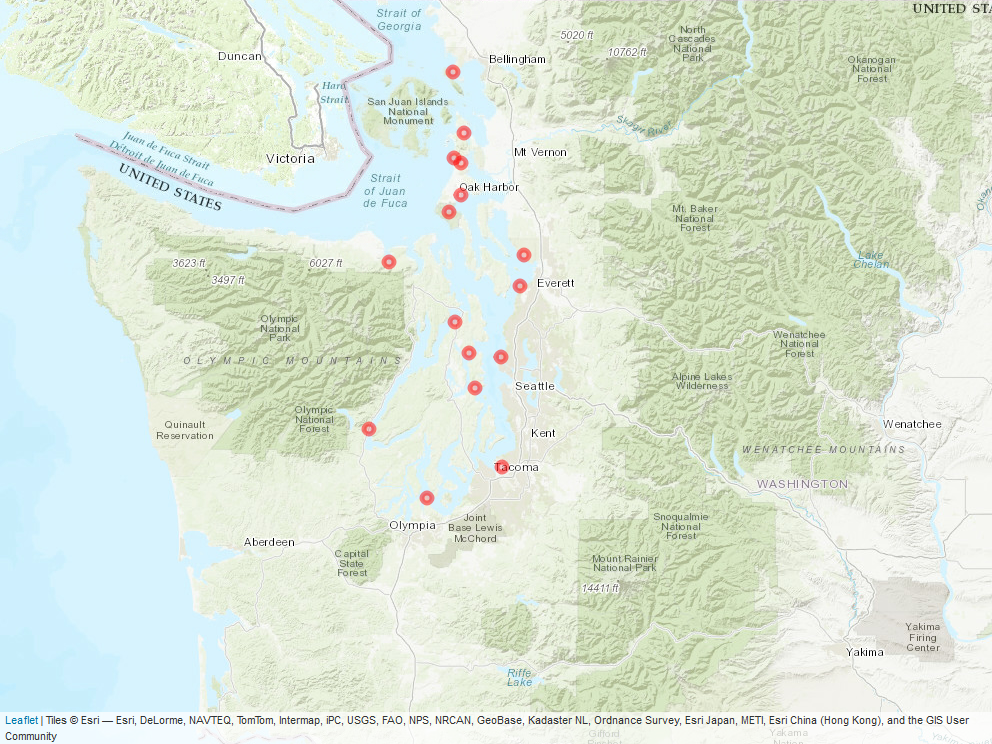 UNITED STA
Strait of
Georgia
5020 ft
10762 ft
North
Cascades
National
Park
Duncan
Bellingham
Okanogan
National
Forest
Haro
Strait
San Juan Islands
National
Monument
Skagit River
Juan de Fuca Strait
Détroit de Juan de Fuca
Victoria
Mt Vernon
UNITED STATES
Strait
of Juan
de Fuca
Oak Harbor
Mt. Baker
National
Forest
Lake
Chelan
3623 ft
6027 ft
3497 ft
Everett
Olympic
National
Park
Wenatchee
National
Forest
OLYMPIC MOUNTAINS
Seattle
Alpine Lakes
Wilderness
Olympic
National
Forest
Quinault
Reservation
Kent
Wenatchee
WENATCHEE MOUNTAINS
Tacoma
WASHINGTON
Olympia
Joint
Base Lewis
McChord
Snoqualmie
National
Forest
Aberdeen
Capital
State
Forest
Mount Rainier
National Park
14411 ft
Yakima
Firing
Center
Yakima
Riffe
Lake
Leaflet | Tiles © Esri — Esri, DeLorme, NAVTEQ, TomTom, Intermap, iPC, USGS, FAO, NPS, NRCAN, GeoBase, Kadaster NL, Ordnance Survey, Esri Japan, METI, Esri China (Hong Kong), and the GIS User
Community
Gifford
Yakama
Nation